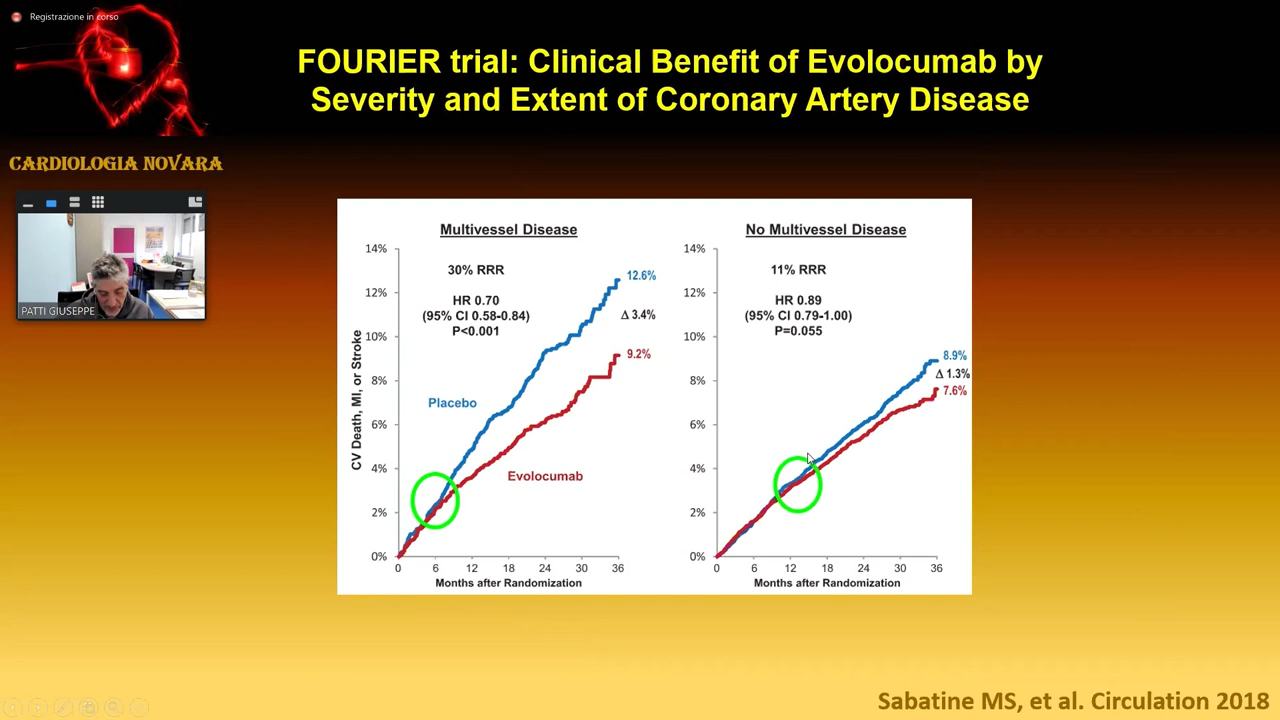 Registrazione in corso
FOURIER trial: Clinical Benefit of Evolocumab by
Severity and Extent of Coronary Artery Disease
CARDIOLOGIA NOVARA
PATTI GIUSEPPE
Multivessel Disease
14%
12%
10%
8%
6%
4%
2%
0%
CV Death, MI, or Stroke
30% RRR
HR 0.70
(95% CI 0.58-0.84)
P<0.001
12.6%
Δ 3.4%
9.2%
Placebo
Evolocumab
0 6 12 18 24 30 36
Months after Randomization
No Multivessel Disease
14%
12%
10%
8%
6%
4%
2%
0%
11% RRR
HR 0.89
(95% CI 0.79-1.00)
P=0.055
8.9%
Δ 1.3%
7.6%
0 6 12 18 24 30 36
Months after Randomization
Sabatine MS, et al. Circulation 2018